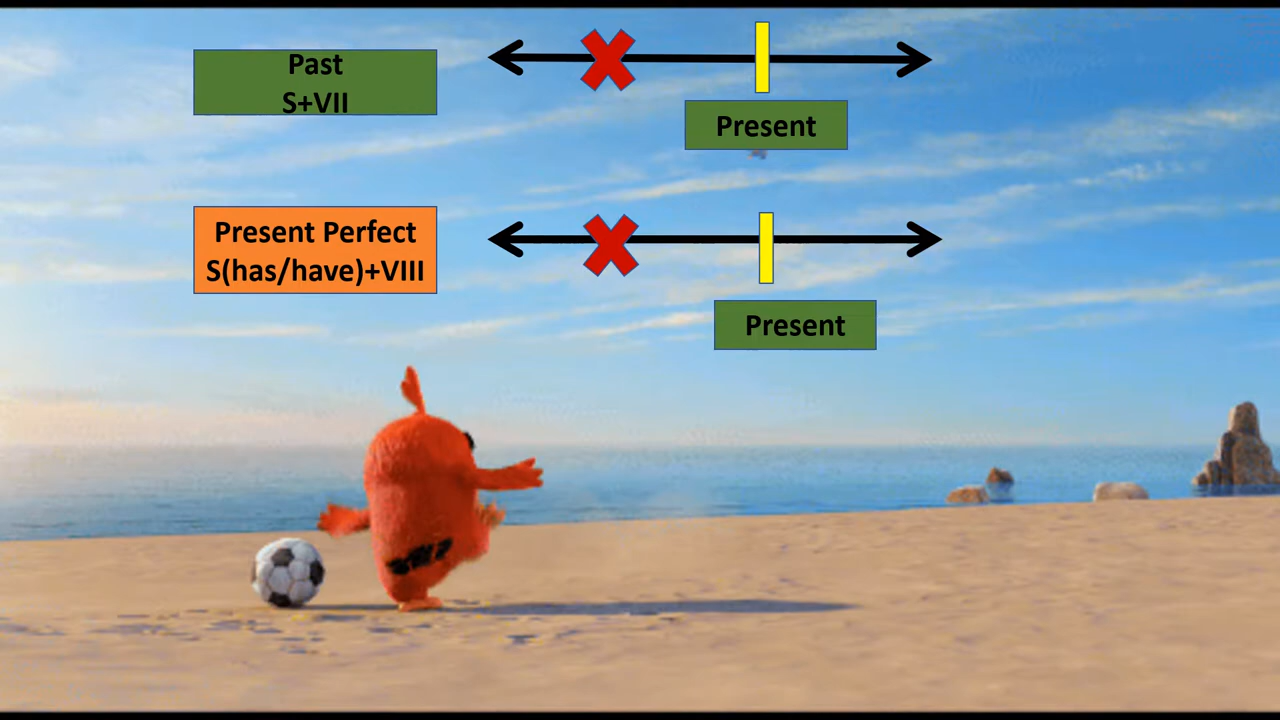 Past
S+VII
Present
Present Perfect
S(has/have)+VIII
Present